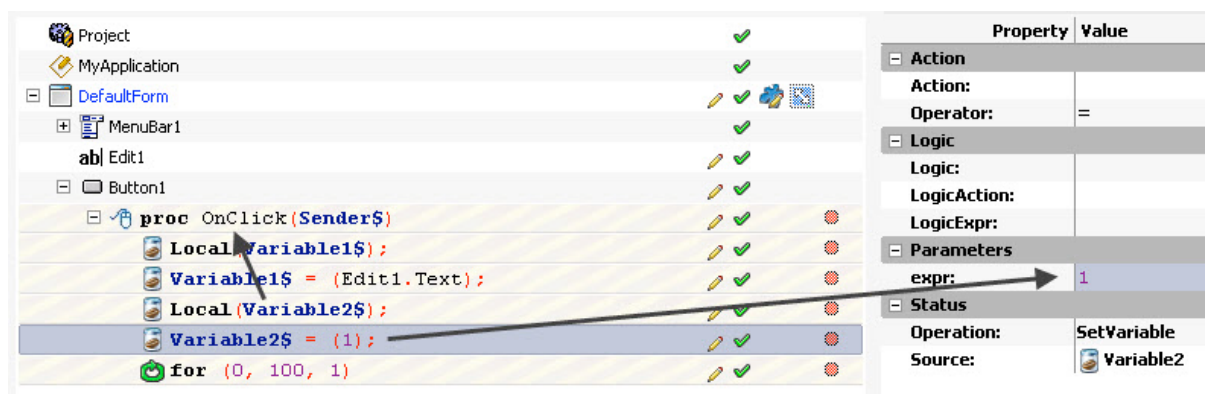 Project
MyApplication
DefaultForm
MenuBar1
ab| Edit1
Button1
proc OnClick(Sender$)
Local(Variable1$);
Variable1$ = (Edit1.Text);
Local(Variable2$);
Variable2$ = (1);
for (0, 100, 1)
Property Value
Action
Action:
Operator: =
Logic
Logic:
LogicAction:
LogicExpr:
Parameters
expr: 1
Status
Operation: SetVariable
Source: Variable2